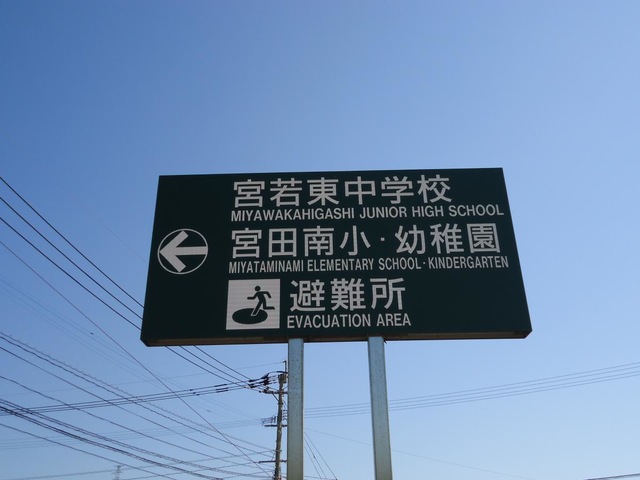 宮若東中学校
MIYAWAKAHIGASHI JUNIOR HIGH SCHOOL
宮田南小・幼稚園
MIYATAMINAMI ELEMENTARY SCHOOL・KINDERGARTEN
避難所
EVACUATION AREA